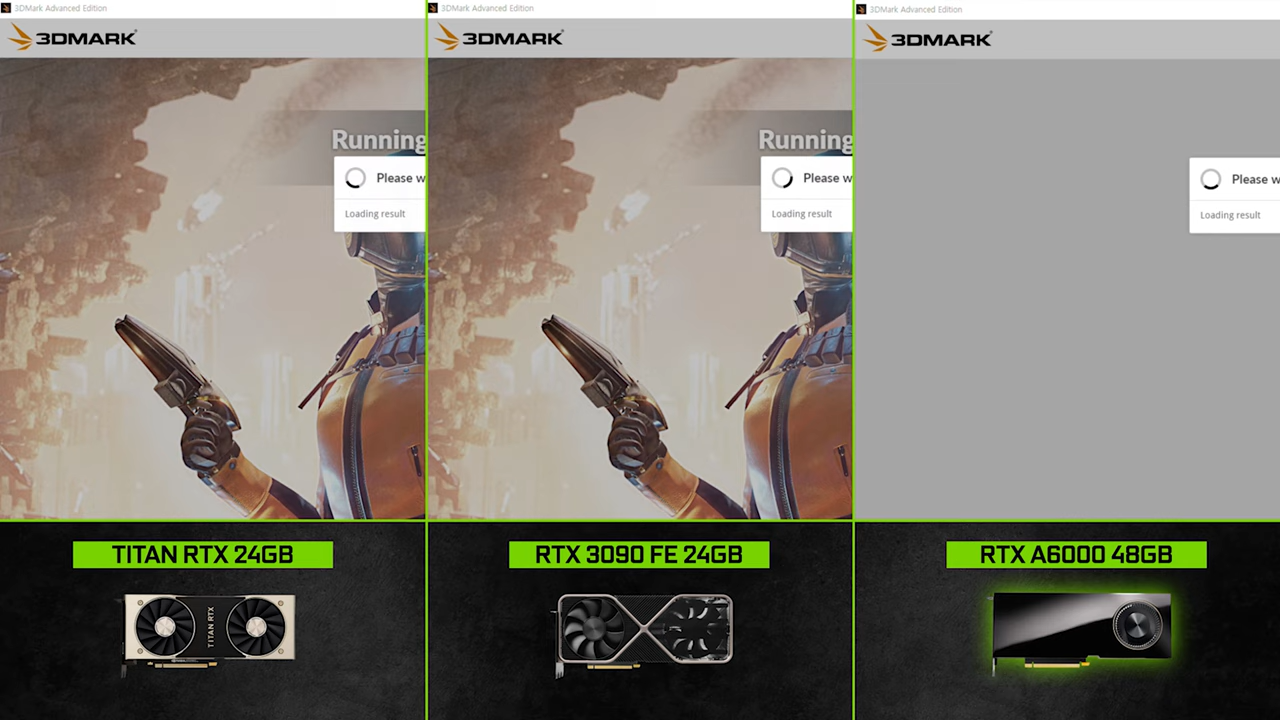 3DMark Advanced Edition
3DMARK
Running
Please w
Loading result
3DMark Advanced Edition
3DMARK
Running
Please w
Loading result
3DMark Advanced Edition
3DMARK
Please w
Loading result
TITAN RTX 24GB
TITAN RTX
RTX 3090 FE 24GB
RTX A6000 48GB